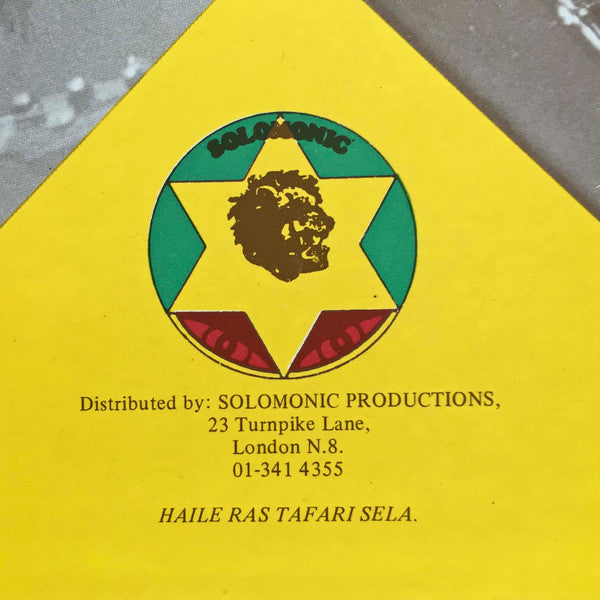 SOLOMONIC
Distributed by: SOLOMONIC PRODUCTIONS,
23 Turnpike Lane,
London N.8.
01-341 4355
HAILE RAS TAFARI SELA.